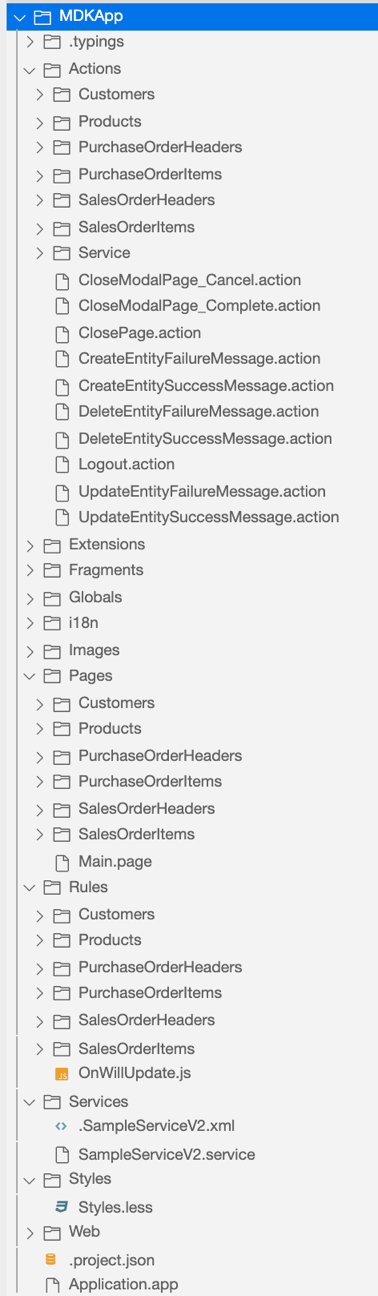 MDKApp
.typings
Actions
Customers
Products
PurchaseOrderHeaders
PurchaseOrderItems
SalesOrderHeaders
SalesOrderItems
Service
CloseModalPage_Cancel.action
CloseModalPage_Complete.action
ClosePage.action
CreateEntityFailureMessage.action
CreateEntitySuccessMessage.action
DeleteEntityFailureMessage.action
DeleteEntitySuccessMessage.action
Logout.action
UpdateEntityFailureMessage.action
UpdateEntitySuccessMessage.action
Extensions
Fragments
Globals
i18n
Images
Pages
Customers
Products
PurchaseOrderHeaders
PurchaseOrderItems
SalesOrderHeaders
SalesOrderItems
Main.page
Rules
Customers
Products
PurchaseOrderHeaders
PurchaseOrderItems
SalesOrderHeaders
SalesOrderItems
JS OnWillUpdate.js
Services
.SampleServiceV2.xml
SampleServiceV2.service
Styles
Styles.less
Web
.project.json
Application.app